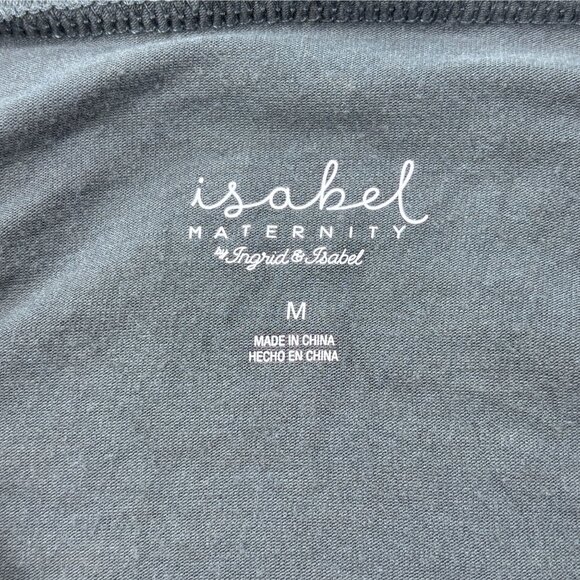 isabel
MATERNITY
by Ingrid & Isabel
M
MADE IN CHINA
HECHO EN CHINA